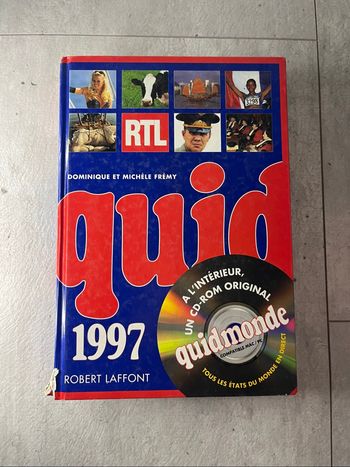 RTL
DOMINIQUE ET MICHÈLE FRÉMY
quid
A L'INTÉRIEUR,
UN CD-ROM ORIGINAL
quidmonde
COMPATIBLE MAC / PC
TOUS LES ÉTATS DU MONDE EN DIRECT
1997
ROBERT LAFFONT